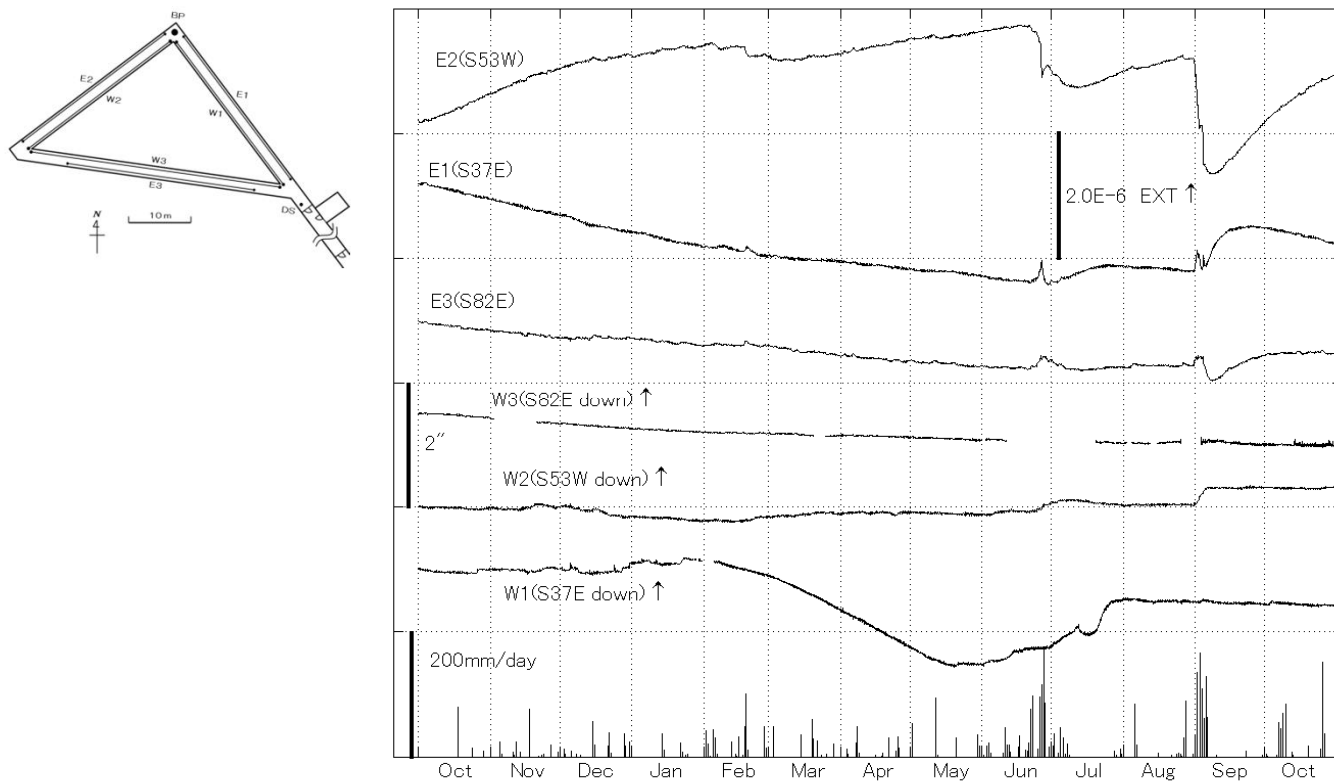 BP
E2
E1
W2
W1
W3
E3
DS
N
10m
E2(S53W)
E1(S37E)
2.0E-6 EXT ↑
E3(S82E)
W3(S82E down) ↑
2″
W2(S53W down) ↑
W1(S37E down) ↑
200mm/day
Oct Nov Dec Jan Feb Mar Apr May Jun Jul Aug Sep Oct